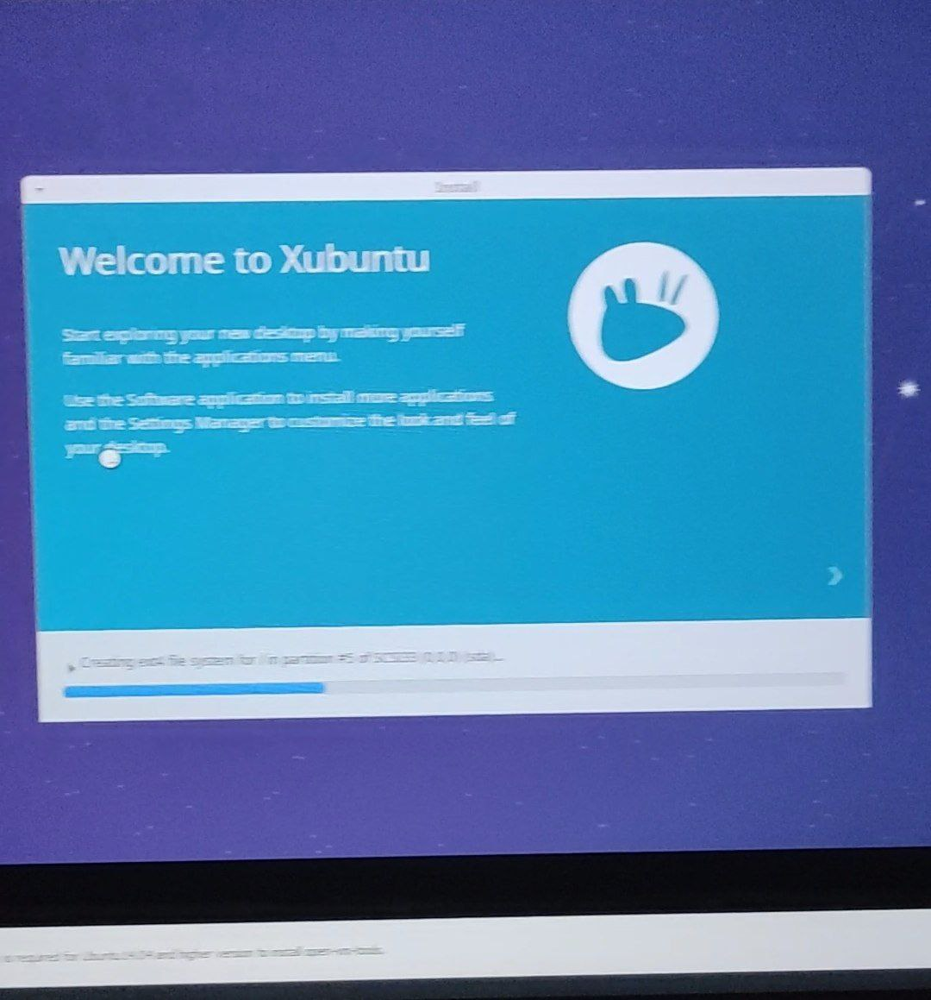 Install
Welcome to Xubuntu
Start exploring your new desktop by making yourself
familiar with the applications menu.
Use the Software application to install more applications
and the Settings Manager to customize the look and feel of
your desktop.
Creating ext4 file system for / in partition #5 of SCSI33 (0,0,0) (sda)...
is required for Ubuntu 14.04 and higher version to install open-vm-tools.